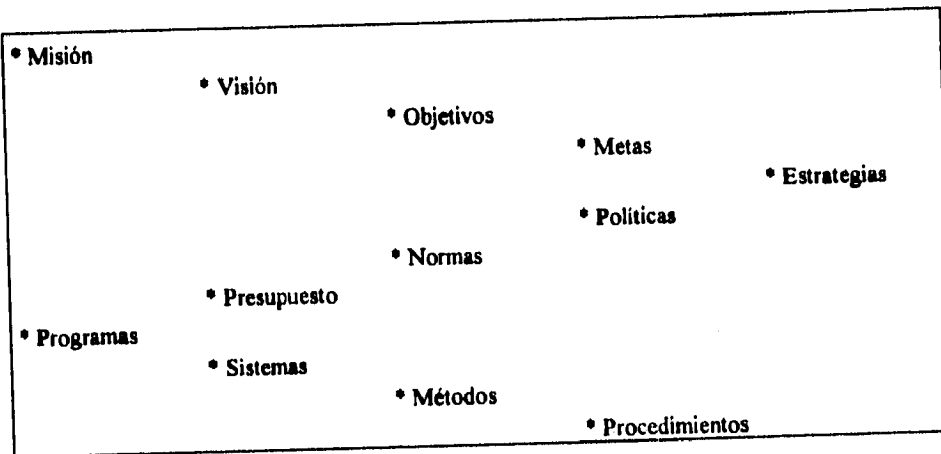 * Misión
* Visión
* Objetivos
* Metas
* Estrategias
* Políticas
* Normas
* Presupuesto
* Programas
* Sistemas
* Métodos
* Procedimientos